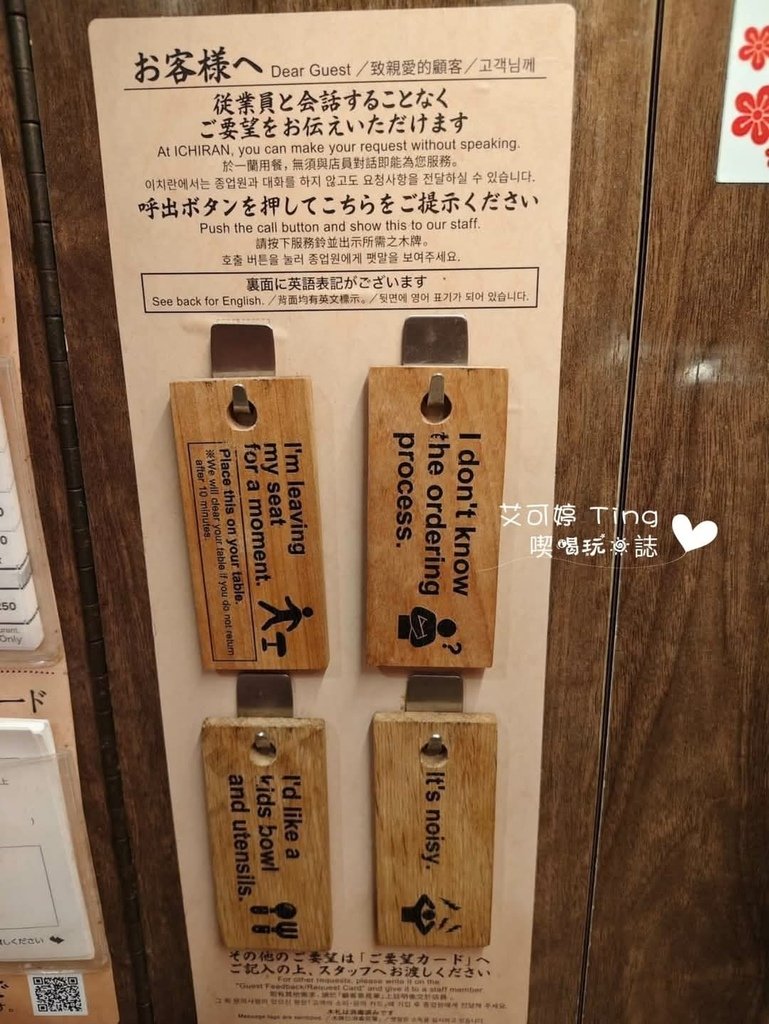 お客様へ Dear Guest／致親愛的顧客／고객님께
従業員と会話することなく
ご要望をお伝えいただけます
At ICHIRAN, you can make your request without speaking.
於一蘭用餐，無須與店員對話即能為您服務。
이치란에서는 종업원과 대화를 하지 않고도 요청사항을 전달하실 수 있습니다.
呼出ボタンを押してこちらをご提示ください
Push the call button and show this to our staff.
請按下服務鈴並出示所需之木牌。
호출 버튼을 눌러 종업원에게 팻말을 보여주세요.
裏面に英語表記がございます
See back for English.／背面均有英文標示。／뒷면에 영어 표기가 되어 있습니다.
I'm leaving
my seat
for a moment.
Place this on your table.
※We will clear your table if you do not return
after 10 minutes.
I don't know
the ordering
process.
?
艾可婷 Ting
喫喝玩☀誌
I'd like a
kids bowl
and utensils.
It's noisy.
その他のご要望は「ご要望カード」へ
ご記入の上、スタッフへお渡しください
For other requests, please write it on the
"Guest Feedback/Request Card" and give it to a staff member.
50
Only
ード
ください